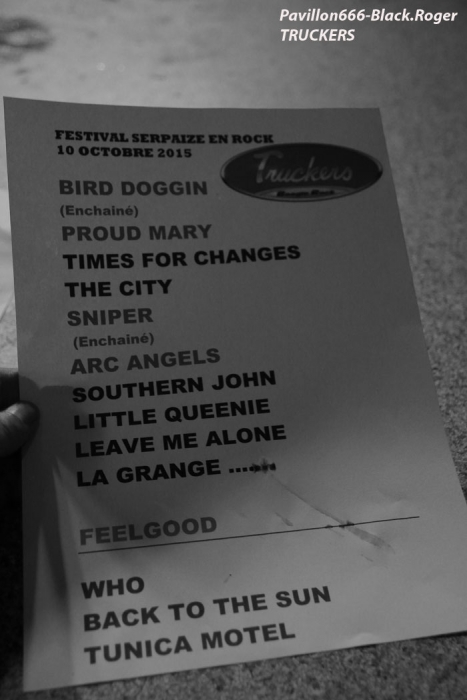 Pavillon666-Black.Roger
TRUCKERS
FESTIVAL SERPAIZE EN ROCK
10 OCTOBRE 2015
Truckers
BIRD DOGGIN
(Enchainé)
PROUD MARY
TIMES FOR CHANGES
THE CITY
SNIPER
(Enchainé)
ARC ANGELS
SOUTHERN JOHN
LITTLE QUEENIE
LEAVE ME ALONE
LA GRANGE ......
FEELGOOD
WHO
BACK TO THE SUN
TUNICA MOTEL